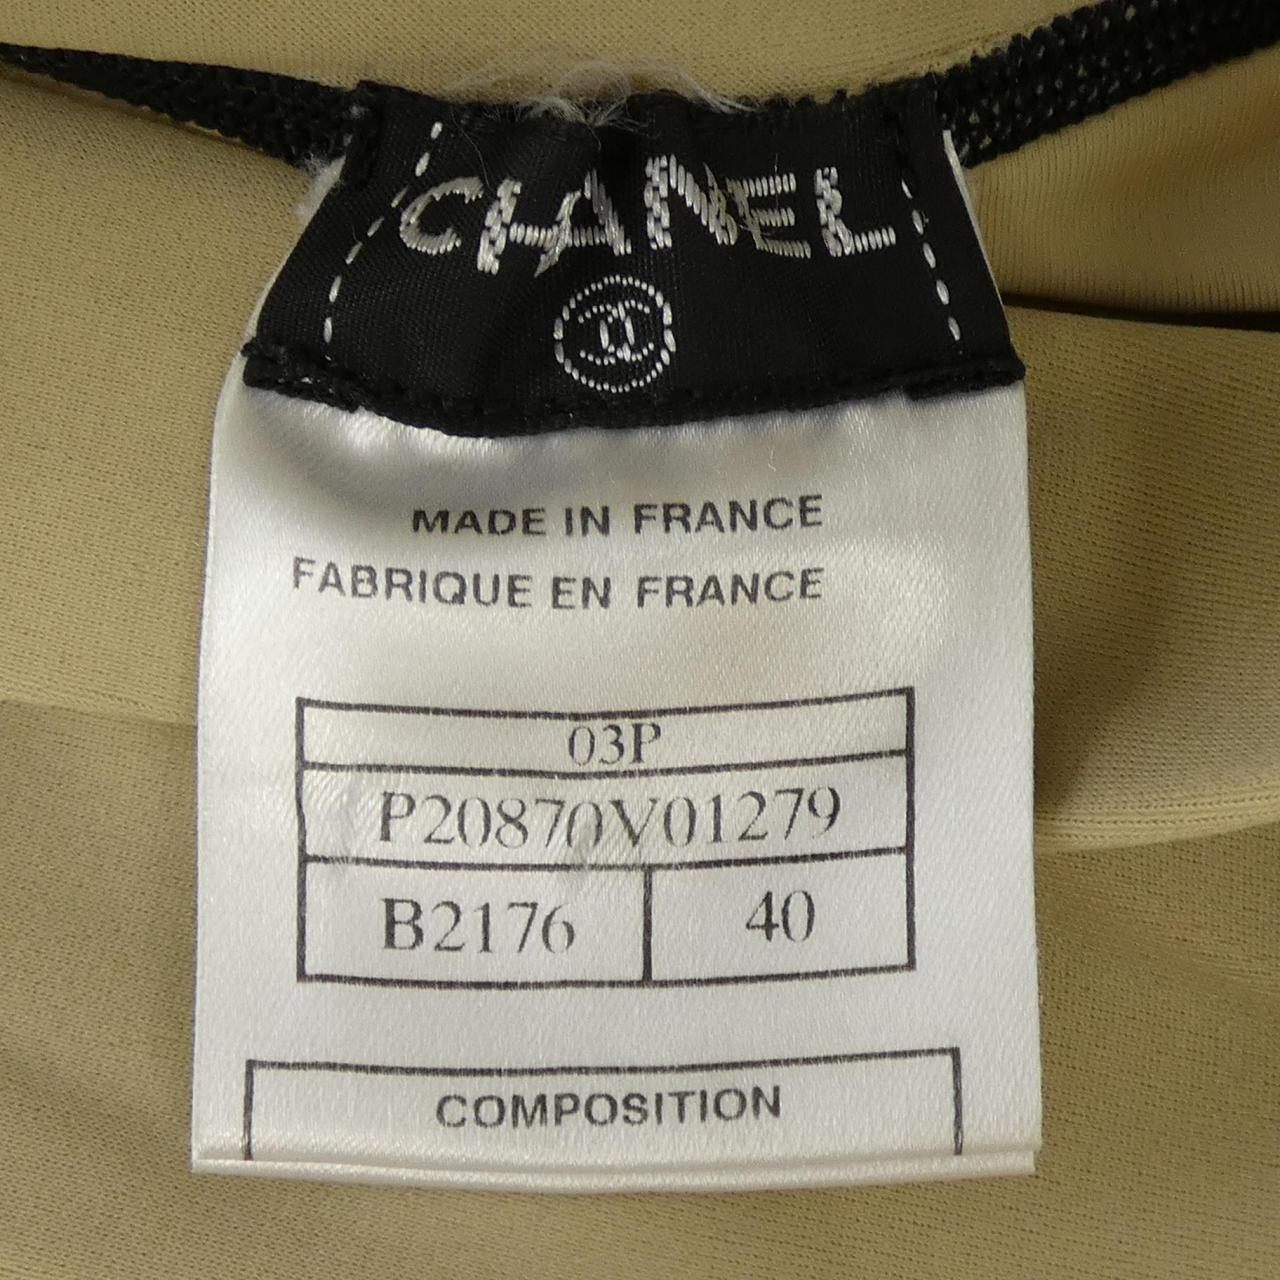 CHANEL
MADE IN FRANCE
FABRIQUE EN FRANCE
03P
P20870V01279
B2176 40
COMPOSITION